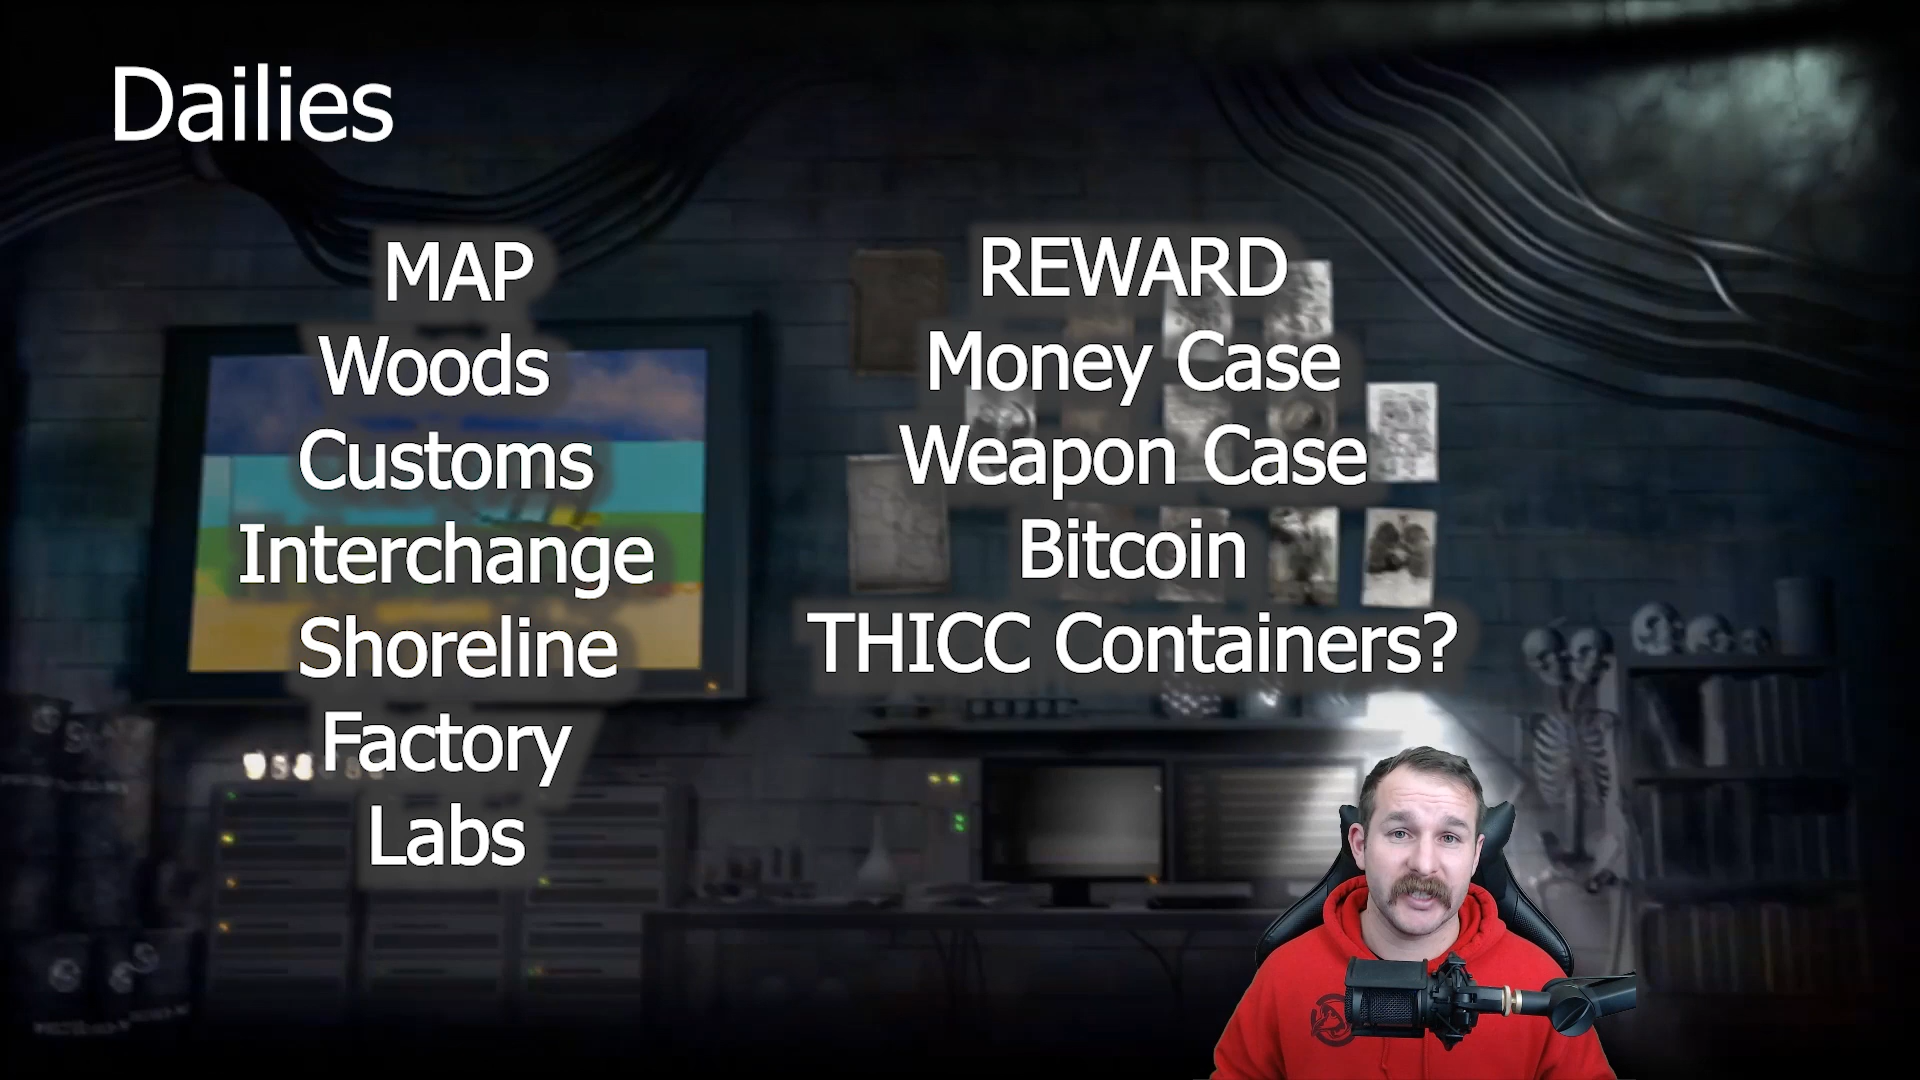 Dailies
MAP
Woods
Customs
Interchange
Shoreline
Factory
Labs
REWARD
Money Case
Weapon Case
Bitcoin
THICC Containers?